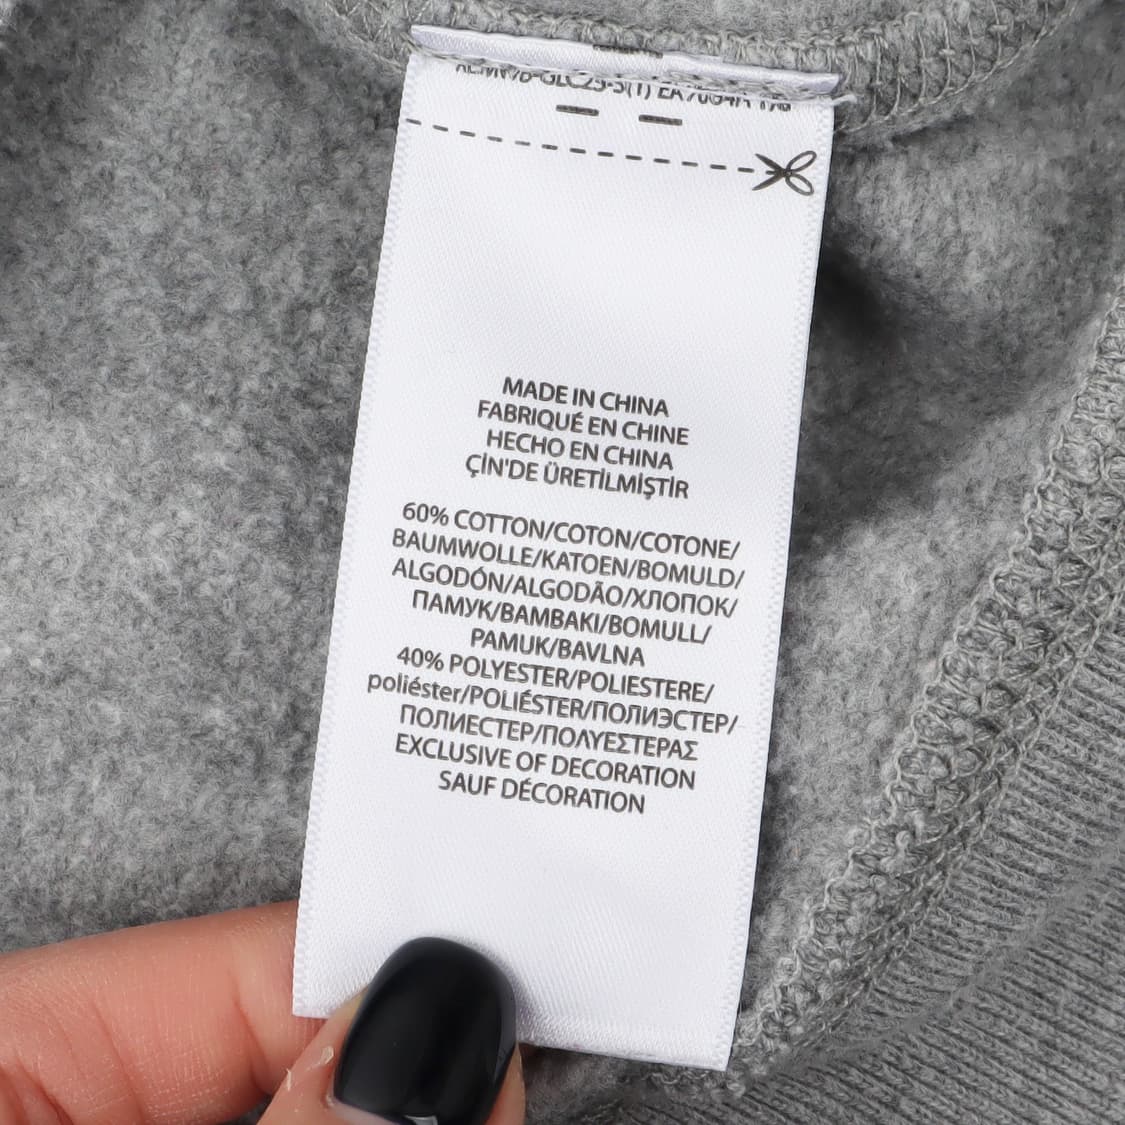 MADE IN CHINA
FABRIQUÉ EN CHINE
HECHO EN CHINA
ÇİN'DE ÜRETİLMİŞTİR
60% COTTON/COTON/COTONE/
BAUMWOLLE/KATOEN/BOMULD/
ALGODÓN/ALGODÃO/ХЛОПОК/
ПАМУК/ΒΑΜΒΑΚΙ/BOMULL/
PAMUK/BAVLNA
40% POLYESTER/POLIESTERE/
poliéster/POLIÉSTER/ПОЛИЭСТЕР/
ПОЛИЕСТЕР/ΠΟΛΥΕΣΤΕΡΑΣ
EXCLUSIVE OF DECORATION
SAUF DÉCORATION